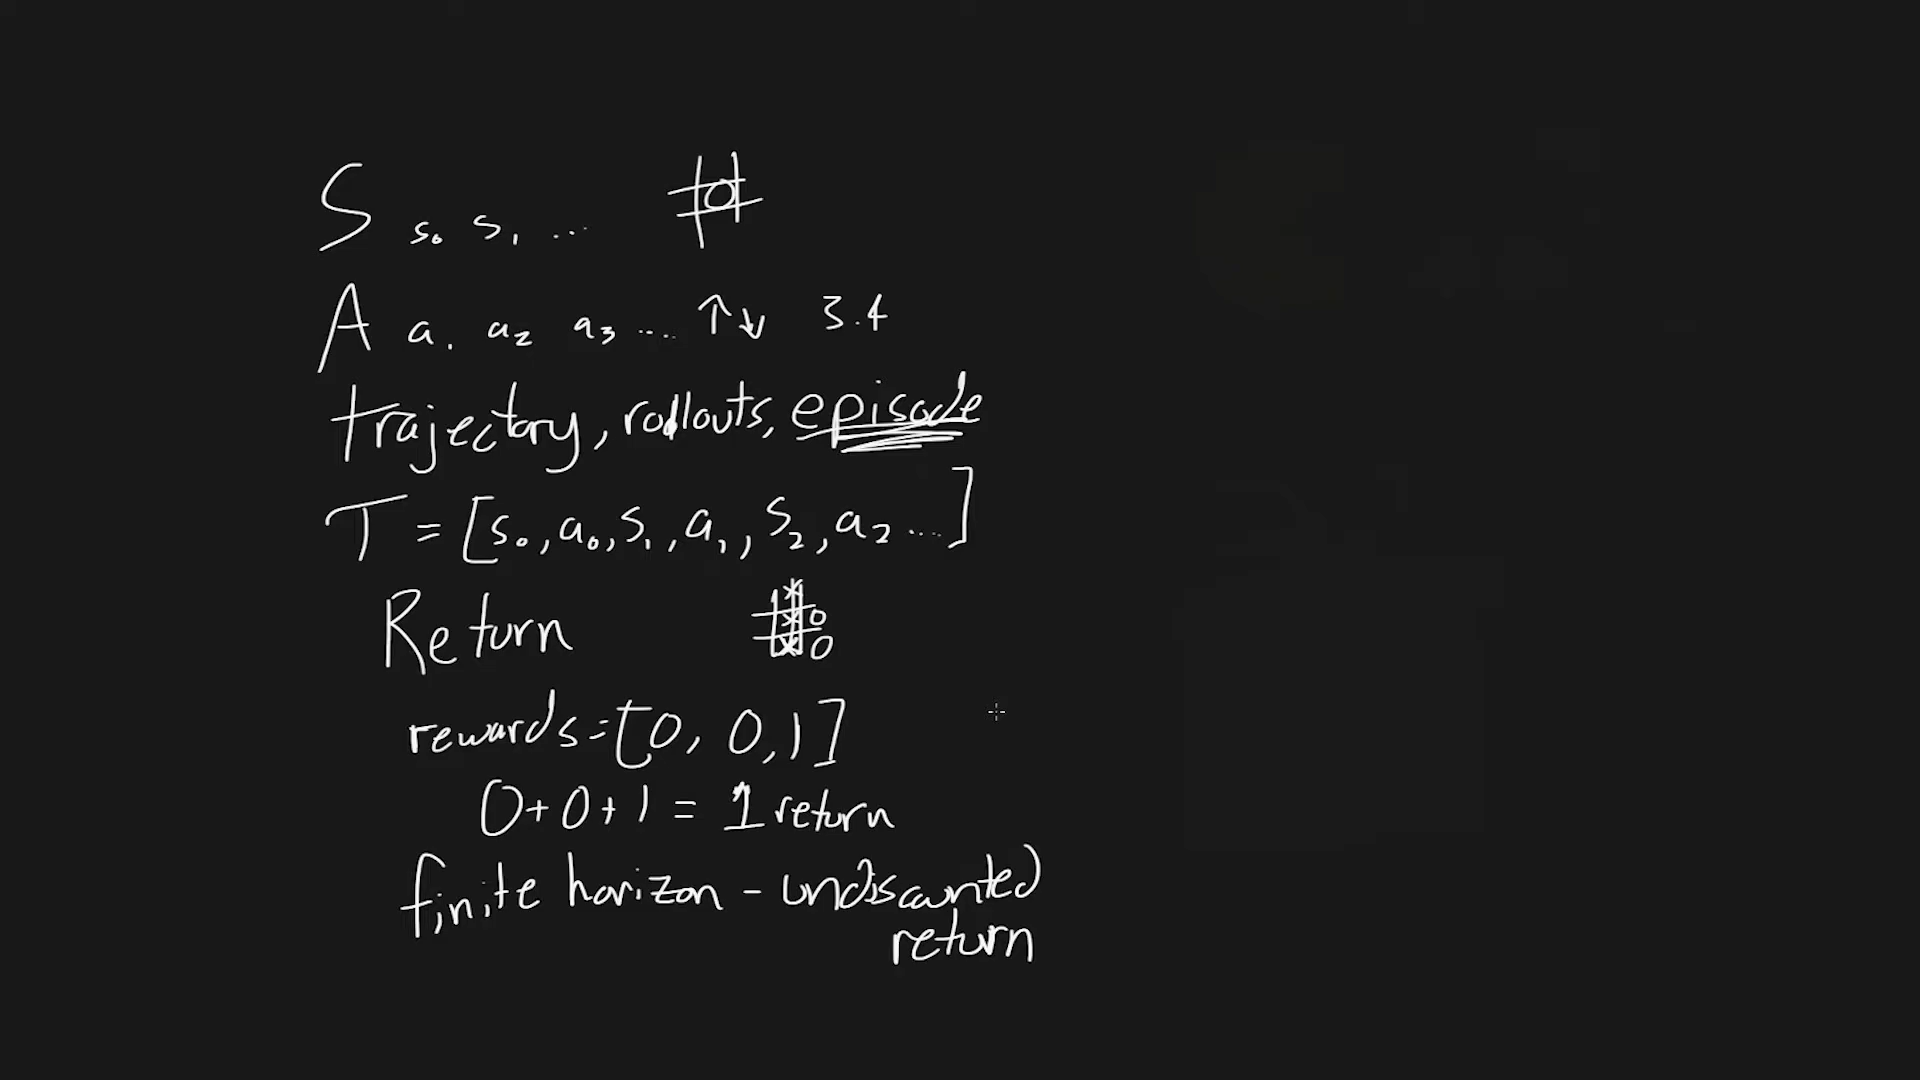 S s₀ s₁ ...
A a₁ a₂ a₃ .... ↑↓ 3.4
trajectory, rollouts, episode
T = [s₀, a₀, s₁, a₁, s₂, a₂ ...]
Return
rewards = [0, 0, 1]
0 + 0 + 1 = 1 return
finite horizon - undiscounted
return